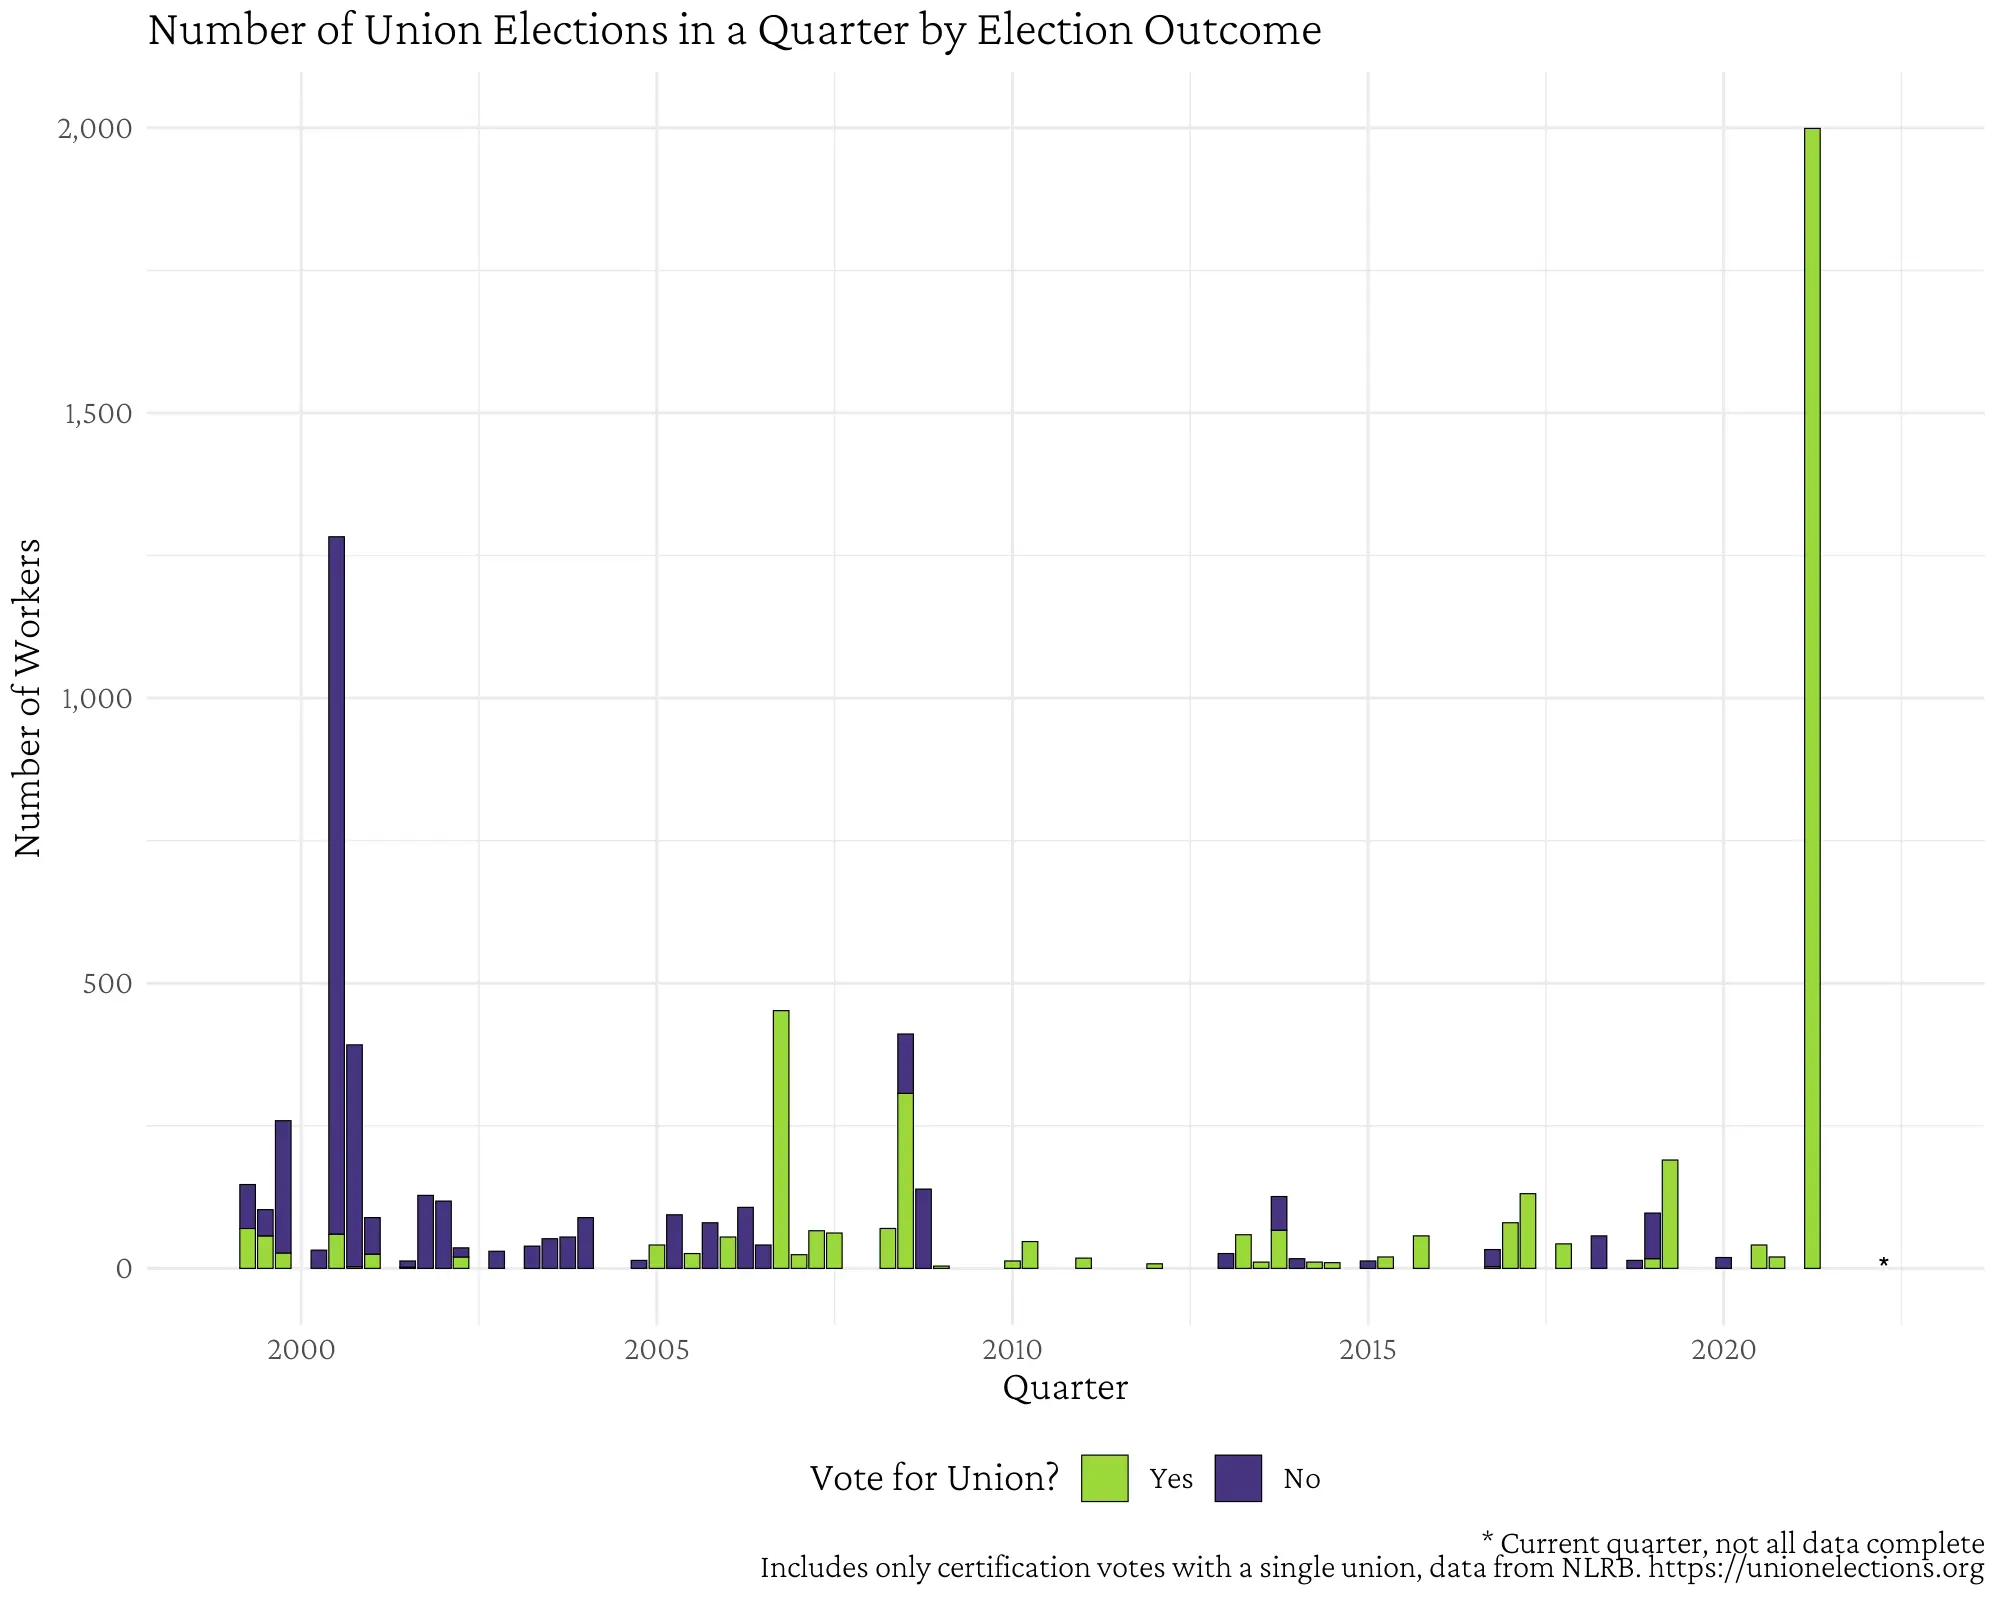 Number of Union Elections in a Quarter by Election Outcome
2,000
1,500
1,000
500
0
Number of Workers
*
2000 2005 2010 2015 2020
Quarter
Vote for Union? Yes No
* Current quarter, not all data complete
Includes only certification votes with a single union, data from NLRB. https://unionelections.org